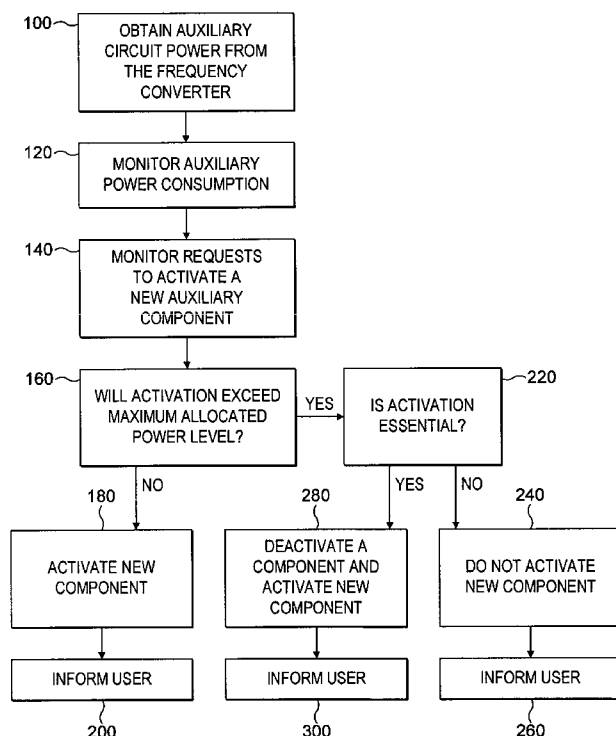 100
OBTAIN AUXILIARY
CIRCUIT POWER FROM
THE FREQUENCY
CONVERTER
120
MONITOR AUXILIARY
POWER CONSUMPTION
140
MONITOR REQUESTS
TO ACTIVATE A
NEW AUXILIARY
COMPONENT
160
WILL ACTIVATION EXCEED
MAXIMUM ALLOCATED
POWER LEVEL?
YES
220
IS ACTIVATION
ESSENTIAL?
NO
YES
NO
180
ACTIVATE NEW
COMPONENT
280
DEACTIVATE A
COMPONENT AND
ACTIVATE NEW
COMPONENT
240
DO NOT ACTIVATE
NEW COMPONENT
INFORM USER
200
INFORM USER
300
INFORM USER
260